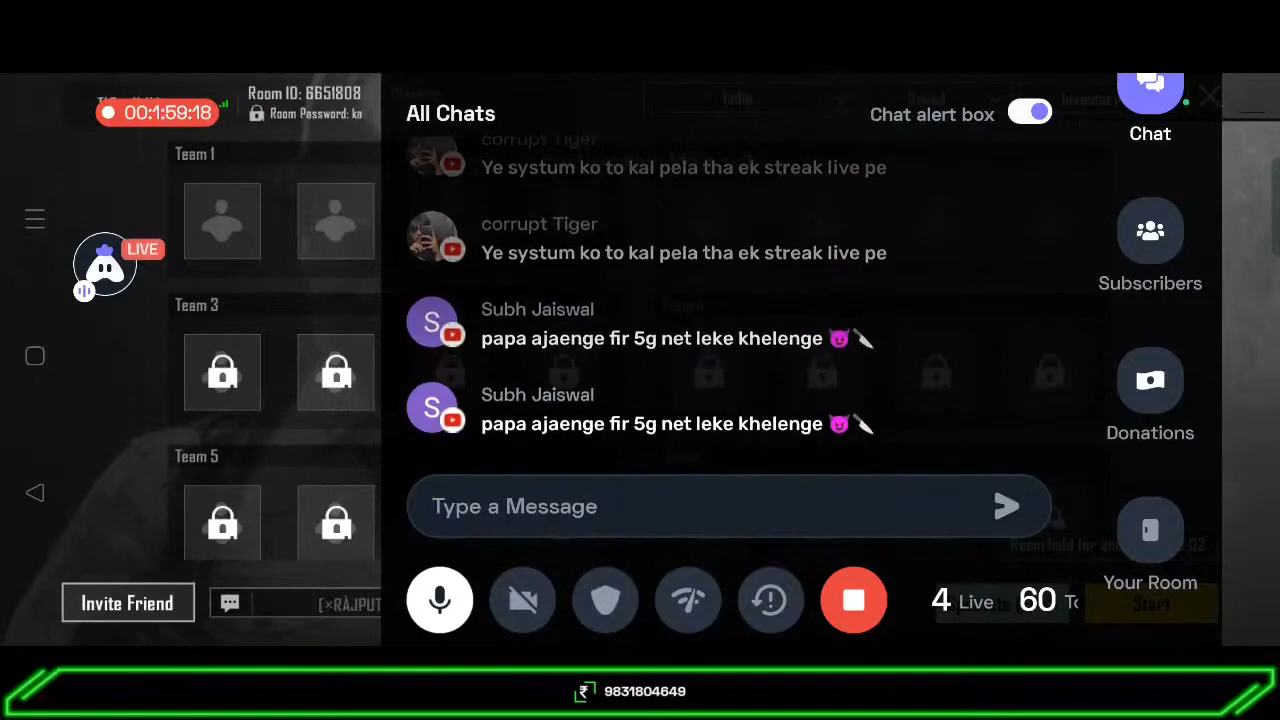 00:1:59:18
Room ID: 6651808
Room Password: ka
All Chats
Chat alert box
Chat
Team 1
corrupt Tiger
Ye systum ko to kal pela tha ek streak live pe
corrupt Tiger
Ye systum ko to kal pela tha ek streak live pe
LIVE
Subscribers
Team 3
S
Subh Jaiswal
papa ajaenge fir 5g net leke khelenge 😈🔪
S
Subh Jaiswal
papa ajaenge fir 5g net leke khelenge 😈🔪
Donations
Team 5
Type a Message
Your Room
Invite Friend
[×RÀJPUT
4 Live
60 To
Start
₹ 9831804649